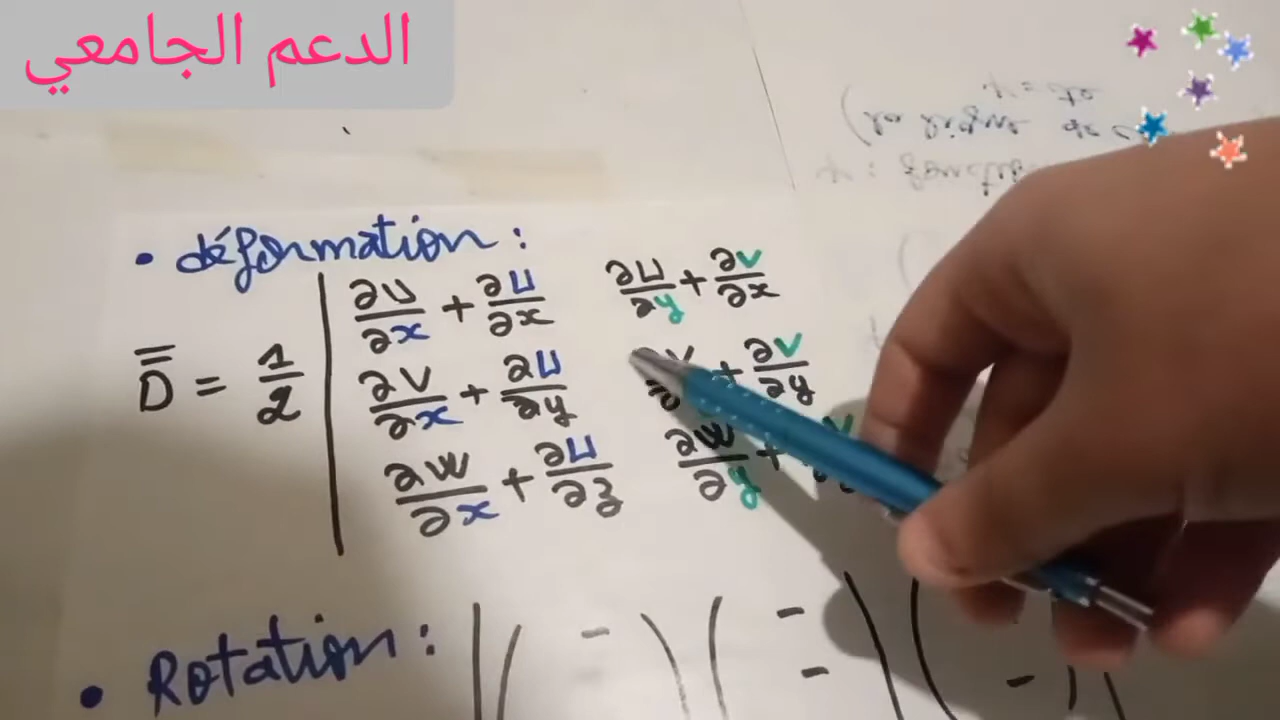 الدعم الجامعي
• déformation :
∂U/∂x + ∂U/∂x ∂U/∂y + ∂V/∂x
D̿ = 1/2
∂V/∂x + ∂U/∂y + ∂V/∂y
∂W/∂x + ∂U/∂z ∂W/∂y +
• Rotation :